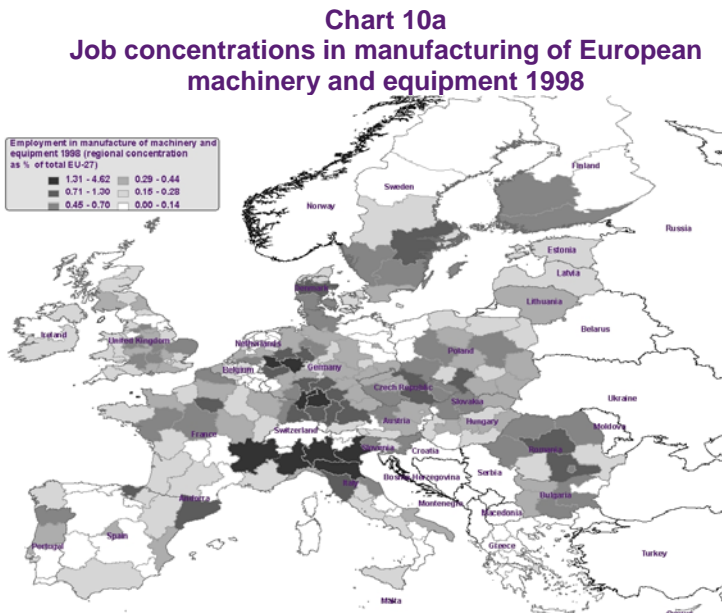 Chart 10a
Job concentrations in manufacturing of European
machinery and equipment 1998
Employment in manufacture of machinery and
equipment 1998 (regional concentration
as % of total EU-27)
1.31 - 4.62
0.29 - 0.44
0.71 - 1.30
0.15 - 0.28
0.45 - 0.70
0.00 - 0.14
Finland
Sweden
Norway
Russia
Estonia
Latvia
Denmark
Lithuania
Ireland
United Kingdom
Belarus
Netherlands
Poland
Belgium
Germany
Czech Republic
Ukraine
Slovakia
Austria
Hungary
Moldova
France
Switzerland
Slovenia
Croatia
Romania
Bosnia Herzegovina
Serbia
Italy
Andorra
Bulgaria
Montenegro
Macedonia
Portugal
Spain
Greece
Turkey
Malta